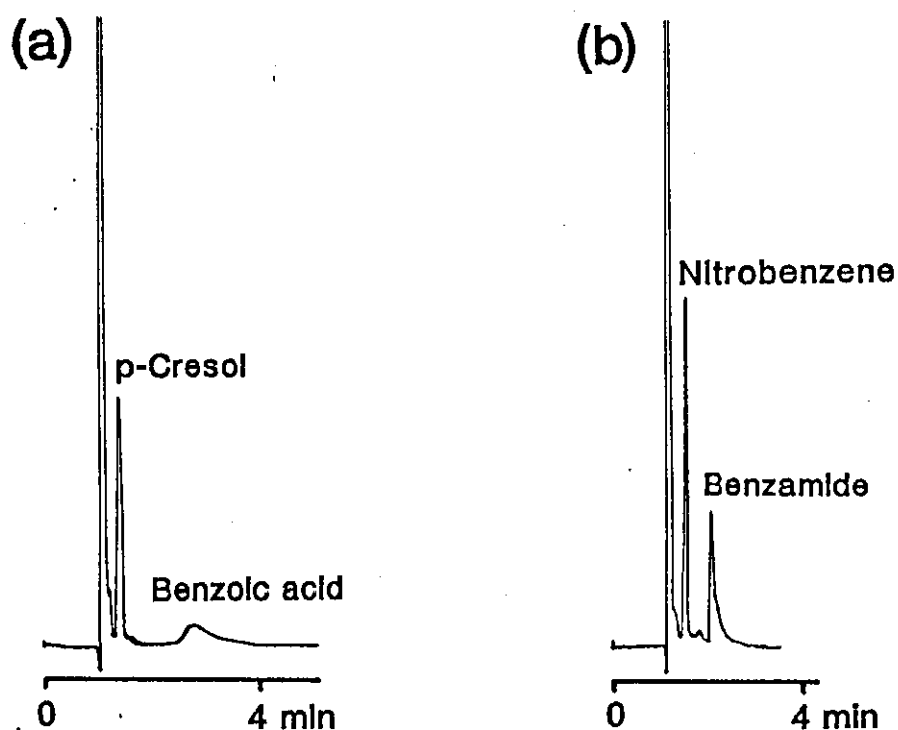 (a)
p-Cresol
Benzoic acid
0 4 min
(b)
Nitrobenzene
Benzamide
0 4 min